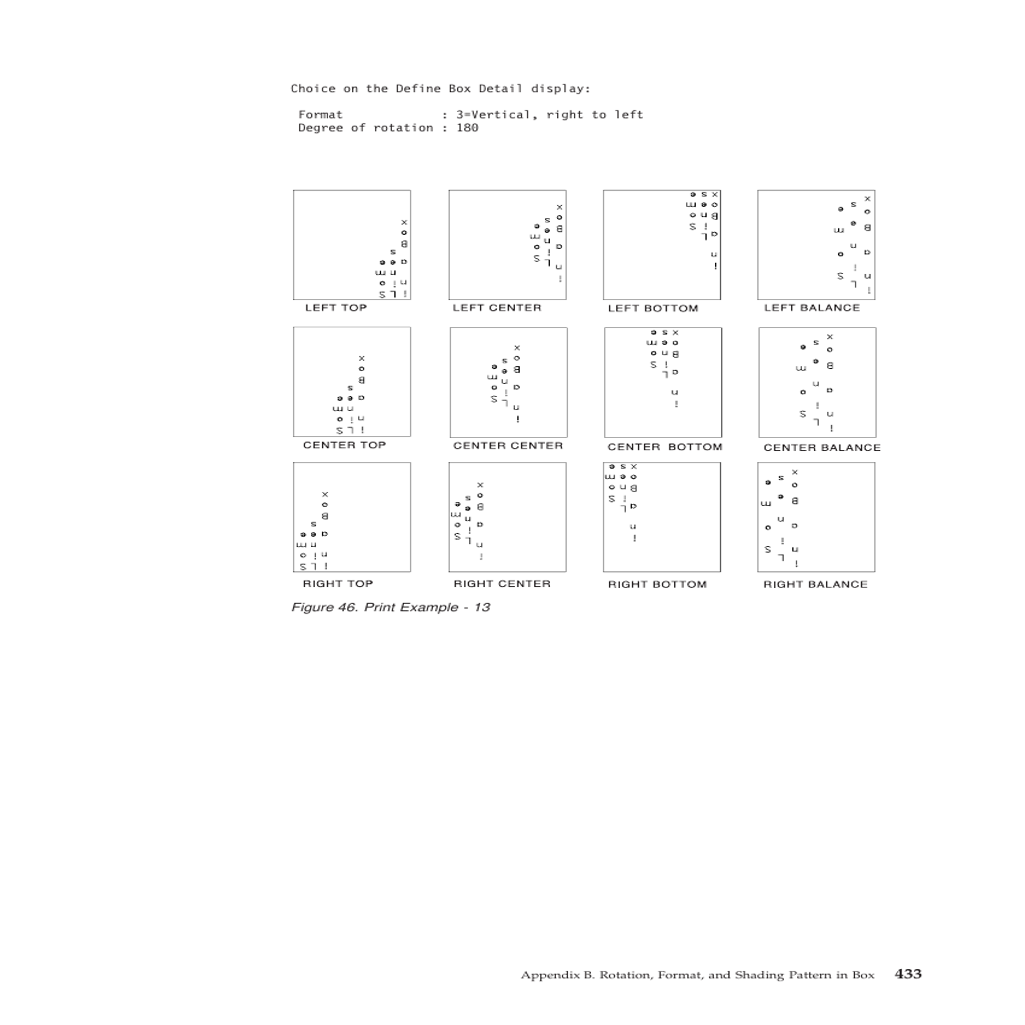 Choice on the Define Box Detail display:
Format : 3=Vertical, right to left
Degree of rotation : 180
LEFT TOP
LEFT CENTER
LEFT BOTTOM
LEFT BALANCE
CENTER TOP
CENTER CENTER
CENTER BOTTOM
CENTER BALANCE
RIGHT TOP
RIGHT CENTER
RIGHT BOTTOM
RIGHT BALANCE
Figure 46. Print Example - 13
Appendix B. Rotation, Format, and Shading Pattern in Box 433